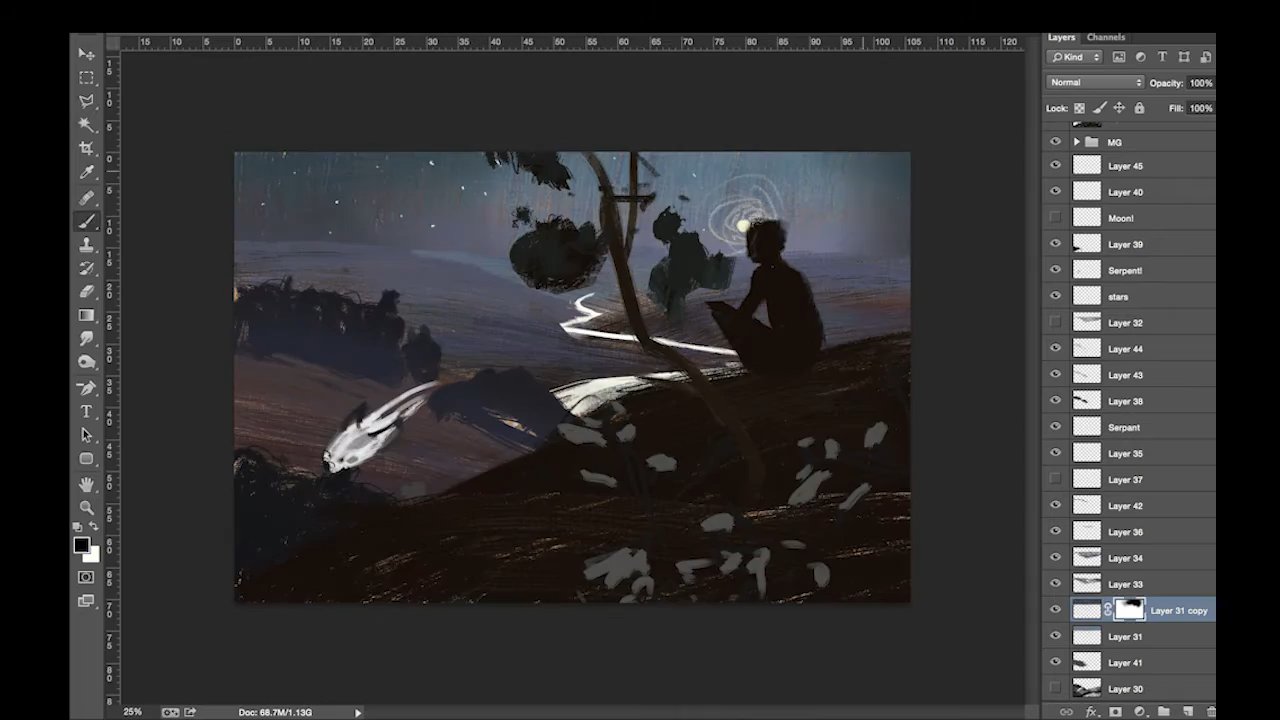 Layers Channels
15 10 5 0 5 10 15 20 25 30 35 40 45 50 55 60 65 70 75 80 85 90 95 100 105 110 115 120
Kind
Normal Opacity: 100%
Lock: Fill: 100%
MG
Layer 45
Layer 40
Moon!
Layer 39
Serpent!
stars
Layer 32
Layer 44
Layer 43
Layer 38
Serpant
Layer 35
Layer 37
Layer 42
Layer 36
Layer 34
Layer 33
Layer 31 copy
Layer 31
Layer 41
Layer 30
25% Doc: 68.7M/1.13G